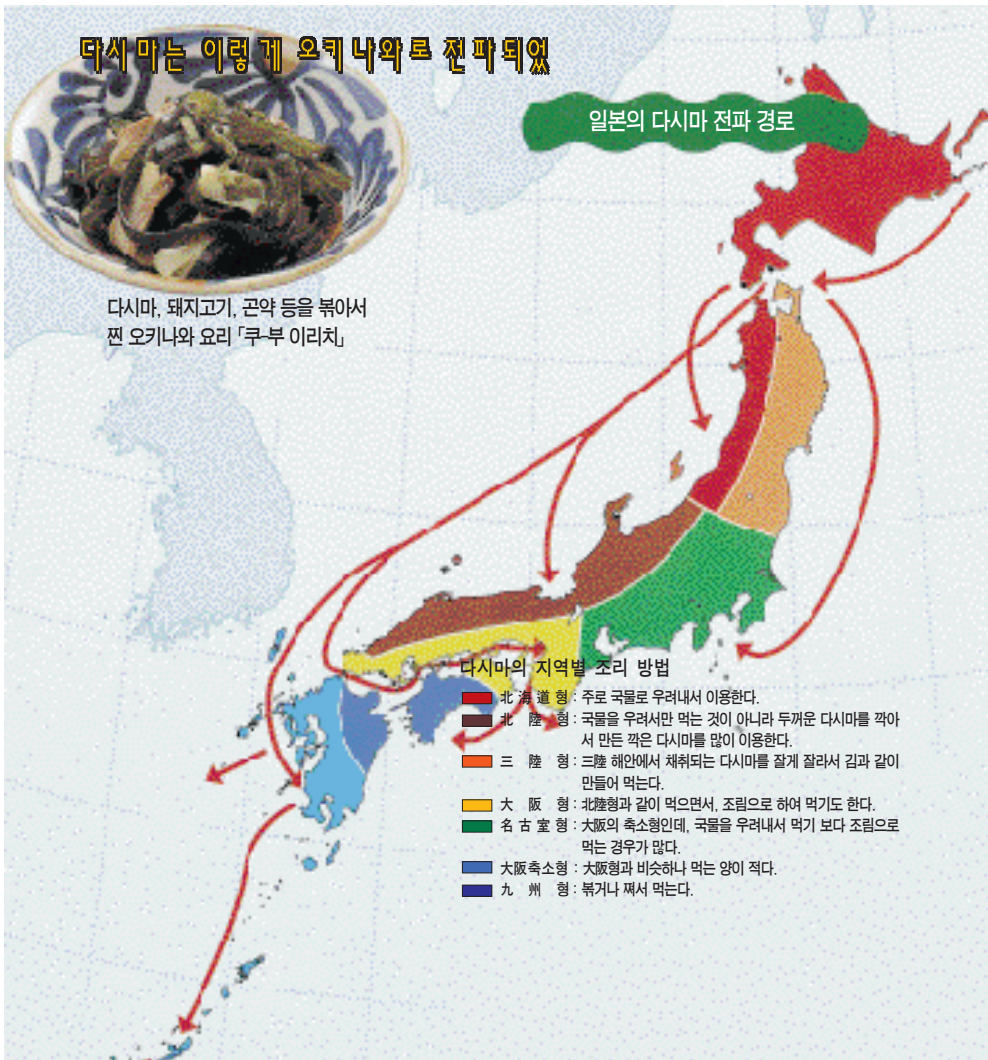 다시마는 이렇게 오키나와로 전파되었
일본의 다시마 전파 경로
다시마, 돼지고기, 곤약 등을 볶아서
찐 오키나와 요리 「쿠-부 이리치」
다시마의 지역별 조리 방법
北海道형 : 주로 국물로 우려내서 이용한다.
北陸형 : 국물을 우려서만 먹는 것이 아니라 두꺼운 다시마를 깍아
서 만든 깍은 다시마를 많이 이용한다.
三陸형 : 三陸 해안에서 채취되는 다시마를 잘게 잘라서 김과 같이
만들어 먹는다.
大阪형 : 北陸형과 같이 먹으면서, 조림으로 하여 먹기도 한다.
名古室형 : 大阪의 축소형인데, 국물을 우려내서 먹기 보다 조림으로
먹는 경우가 많다.
大阪축소형 : 大阪형과 비슷하나 먹는 양이 적다.
九州형 : 볶거나 쪄서 먹는다.